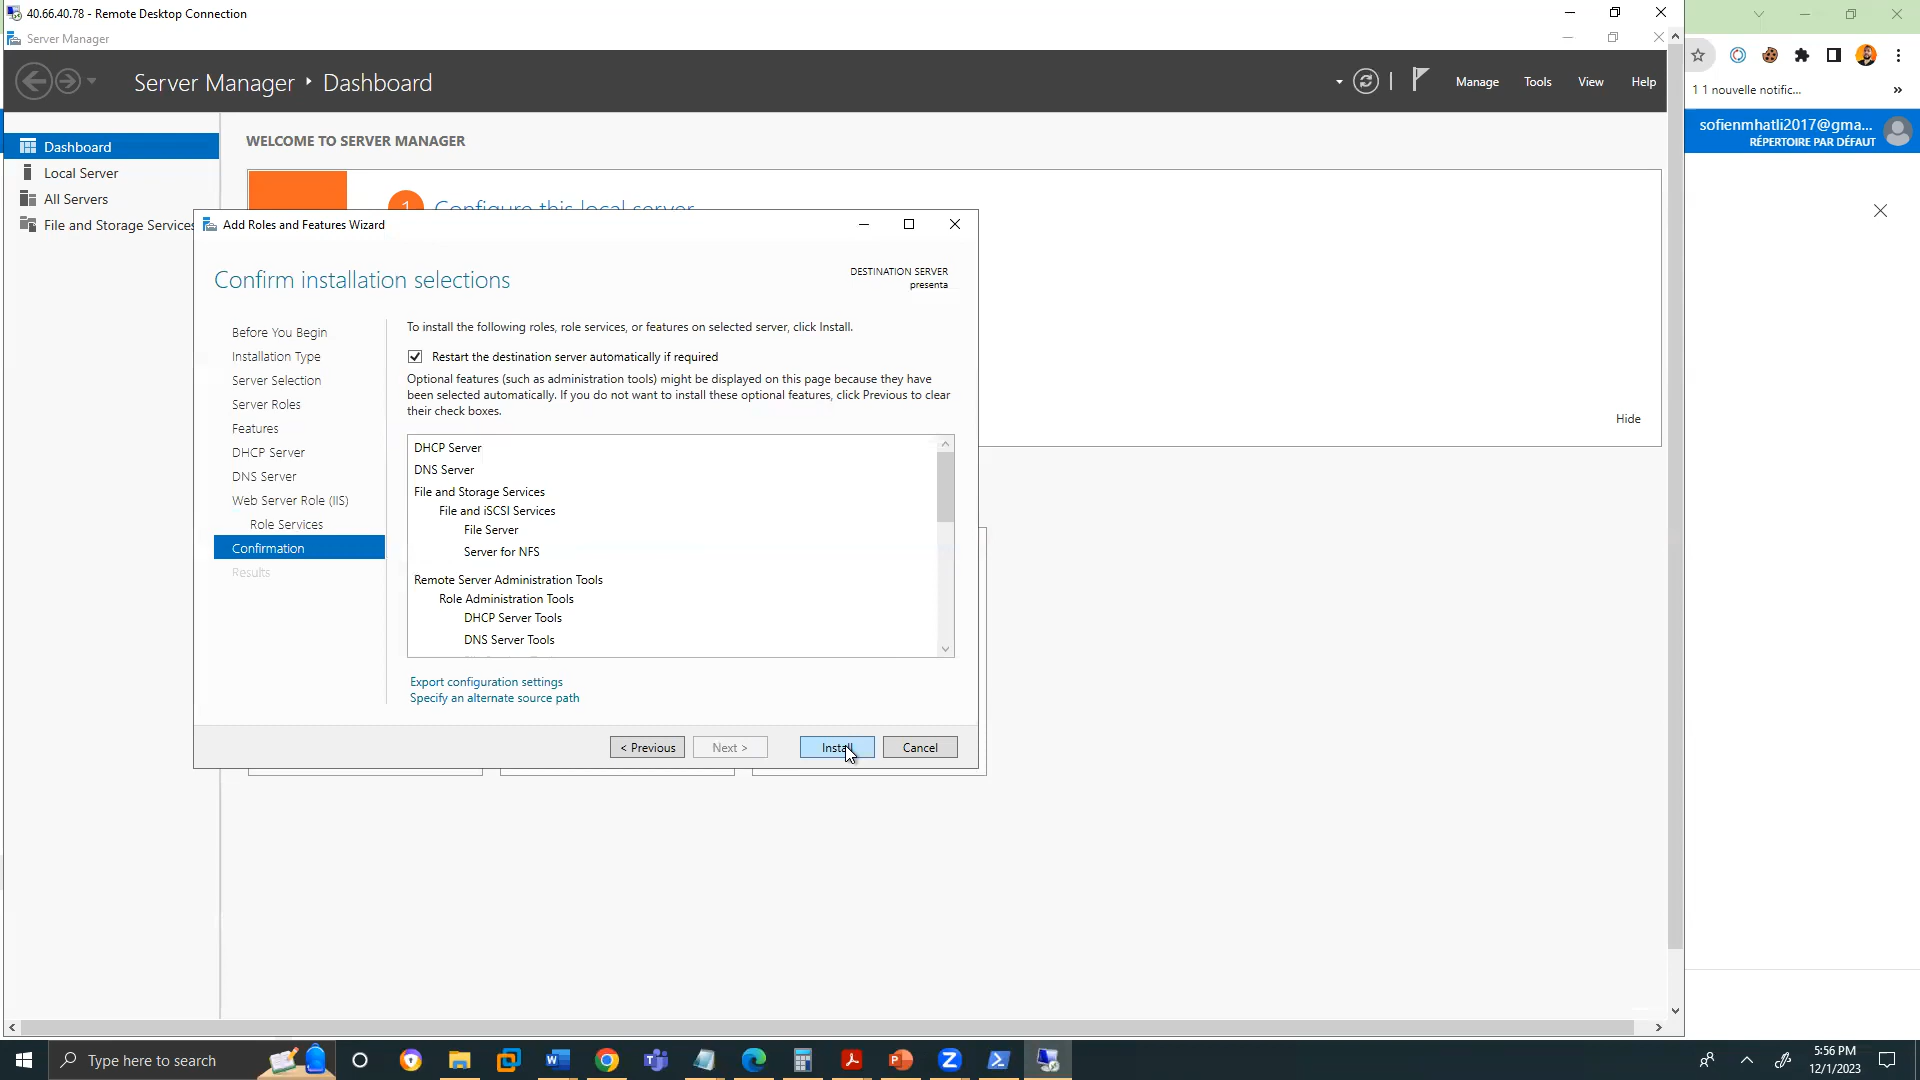 40.66.40.78 - Remote Desktop Connection
Server Manager
Server Manager ‣ Dashboard
Manage
Tools
View
Help
1 1 nouvelle notific...
»
sofienmhatli2017@gma...
RÉPERTOIRE PAR DÉFAUT
Dashboard
Local Server
All Servers
File and Storage Services
WELCOME TO SERVER MANAGER
1 Configure this local server
Hide
Add Roles and Features Wizard
Confirm installation selections
DESTINATION SERVER
presenta
Before You Begin
Installation Type
Server Selection
Server Roles
Features
DHCP Server
DNS Server
Web Server Role (IIS)
Role Services
Confirmation
Results
To install the following roles, role services, or features on selected server, click Install.
Restart the destination server automatically if required
Optional features (such as administration tools) might be displayed on this page because they have
been selected automatically. If you do not want to install these optional features, click Previous to clear
their check boxes.
DHCP Server
DNS Server
File and Storage Services
File and iSCSI Services
File Server
Server for NFS
Remote Server Administration Tools
Role Administration Tools
DHCP Server Tools
DNS Server Tools
Export configuration settings
Specify an alternate source path
< Previous
Next >
Install
Cancel
Type here to search
5:56 PM
12/1/2023